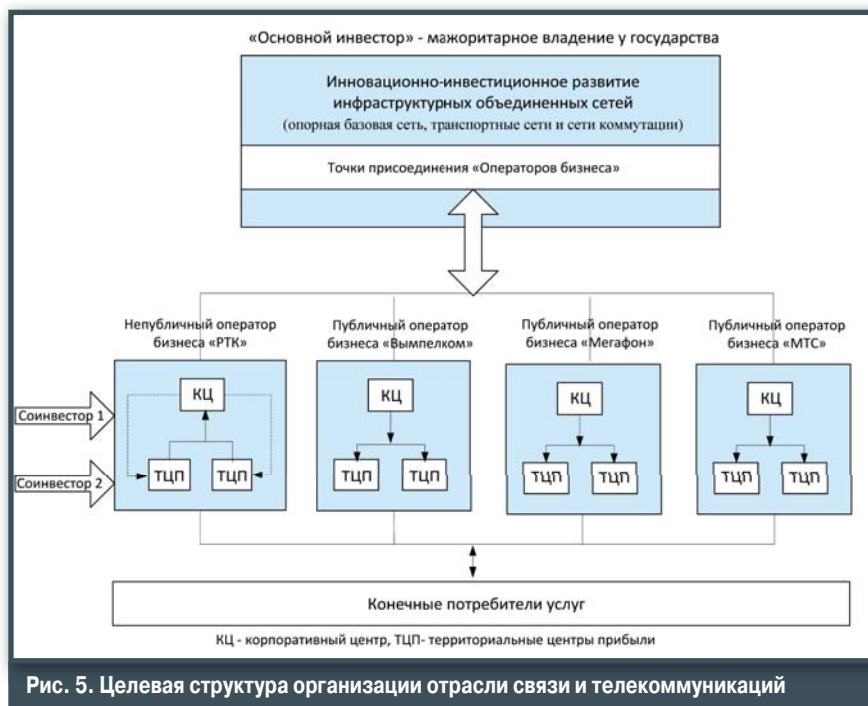 «Основной инвестор» - мажоритарное владение у государства
Инновационно-инвестиционное развитие
инфраструктурных объединенных сетей
(опорная базовая сеть, транспортные сети и сети коммутации)
Точки присоединения «Операторов бизнеса»
Непубличный оператор
бизнеса «РТК»
Публичный оператор
бизнеса «Вымпелком»
Публичный оператор
бизнеса «Мегафон»
Публичный оператор
бизнеса «МТС»
Соинвестор 1
Соинвестор 2
КЦ
ТЦП
ТЦП
КЦ
ТЦП
ТЦП
КЦ
ТЦП
ТЦП
КЦ
ТЦП
ТЦП
Конечные потребители услуг
КЦ - корпоративный центр, ТЦП- территориальные центры прибыли
Рис. 5. Целевая структура организации отрасли связи и телекоммуникаций